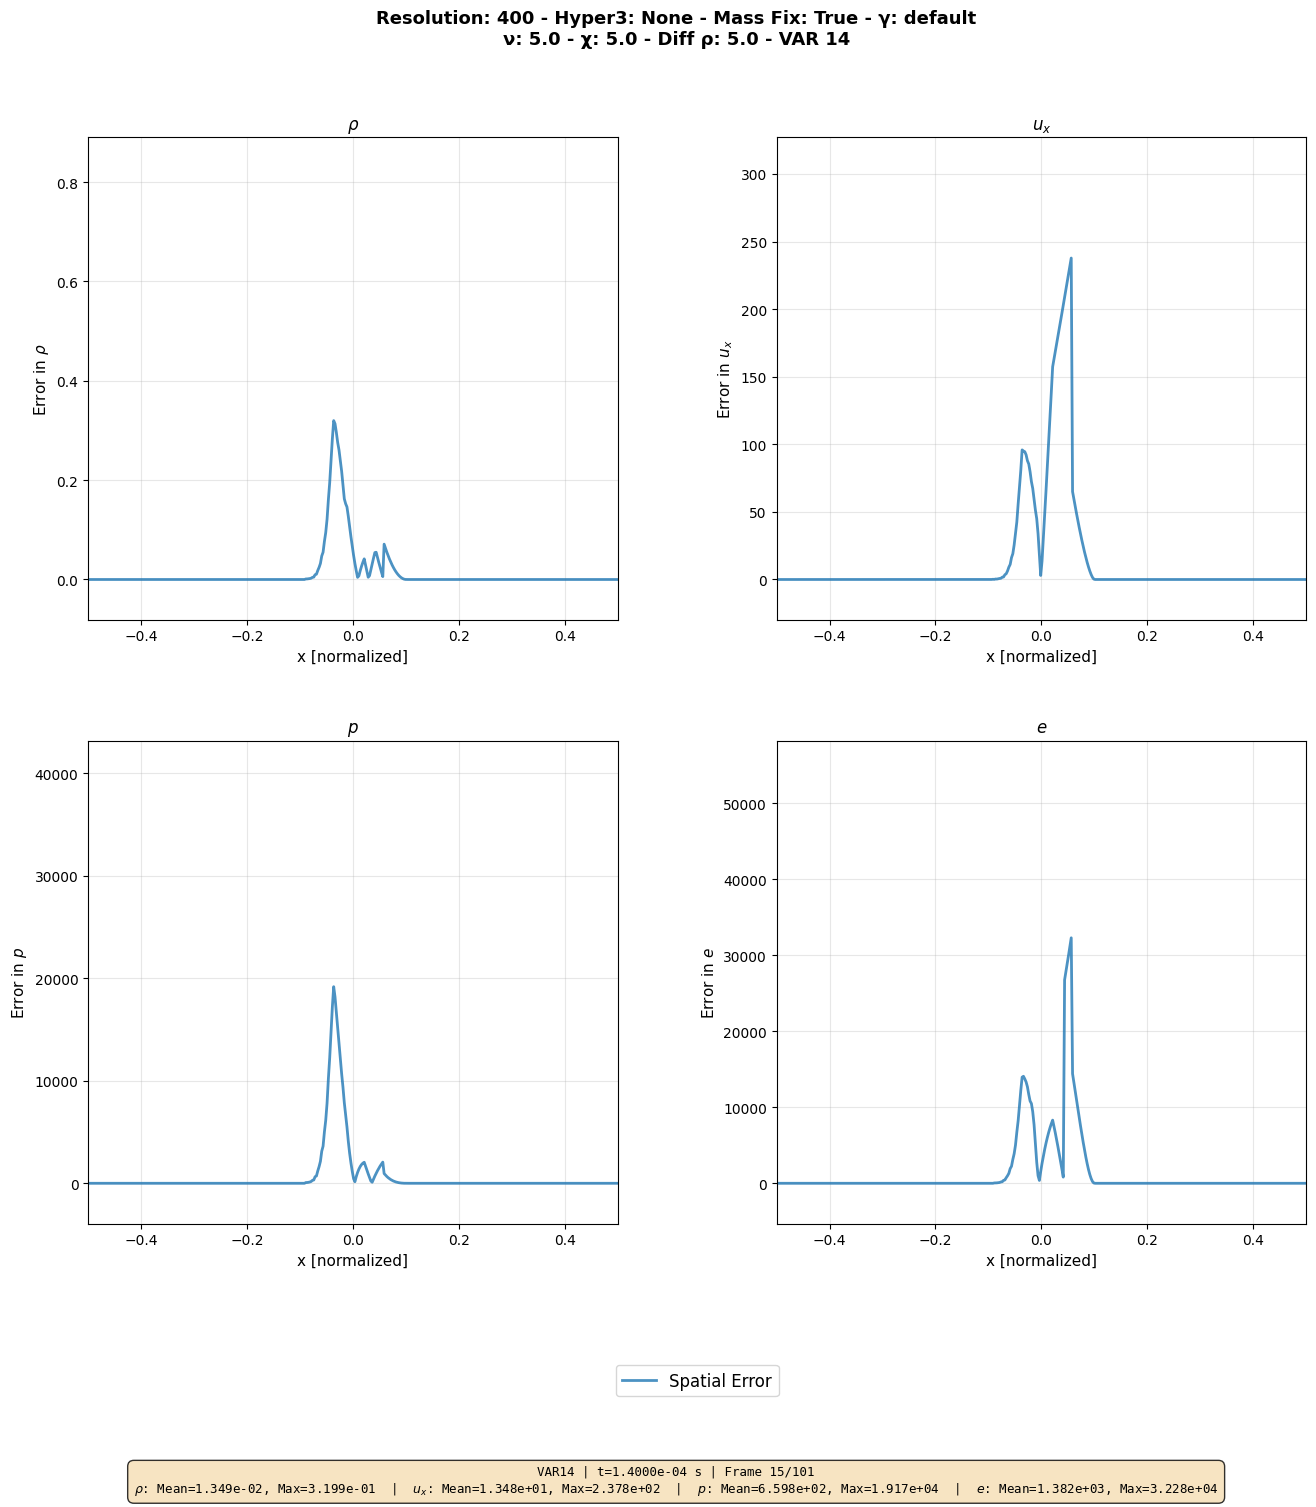 Resolution: 400 - Hyper3: None - Mass Fix: True - γ: default
ν: 5.0 - χ: 5.0 - Diff ρ: 5.0 - VAR 14
ρ
Error in ρ
0.8
0.6
0.4
0.2
0.0
−0.4 −0.2 0.0 0.2 0.4
x [normalized]
uₓ
Error in uₓ
300
250
200
150
100
50
0
−0.4 −0.2 0.0 0.2 0.4
x [normalized]
p
Error in p
40000
30000
20000
10000
0
−0.4 −0.2 0.0 0.2 0.4
x [normalized]
e
Error in e
50000
40000
30000
20000
10000
0
−0.4 −0.2 0.0 0.2 0.4
x [normalized]
Spatial Error
VAR14 | t=1.4000e-04 s | Frame 15/101
ρ: Mean=1.349e-02, Max=3.199e-01 | uₓ: Mean=1.348e+01, Max=2.378e+02 | p: Mean=6.598e+02, Max=1.917e+04 | e: Mean=1.382e+03, Max=3.228e+04